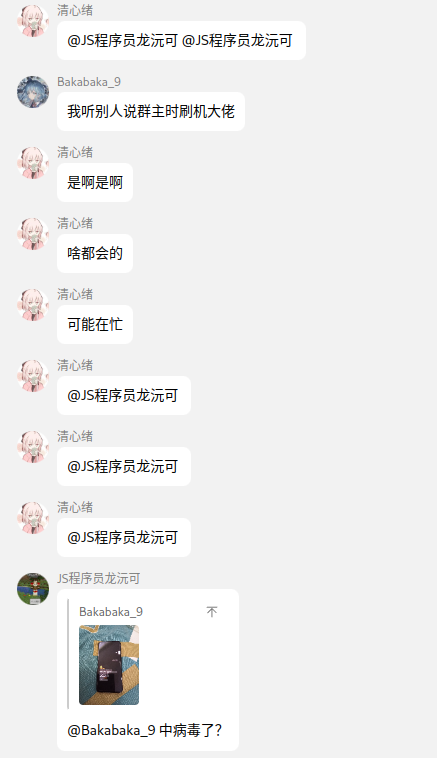 清心绪
@JS程序员龙沅可 @JS程序员龙沅可
Bakabaka_9
我听别人说群主时刷机大佬
清心绪
是啊是啊
清心绪
啥都会的
清心绪
可能在忙
清心绪
@JS程序员龙沅可
清心绪
@JS程序员龙沅可
清心绪
@JS程序员龙沅可
JS程序员龙沅可
Bakabaka_9
@Bakabaka_9 中病毒了？